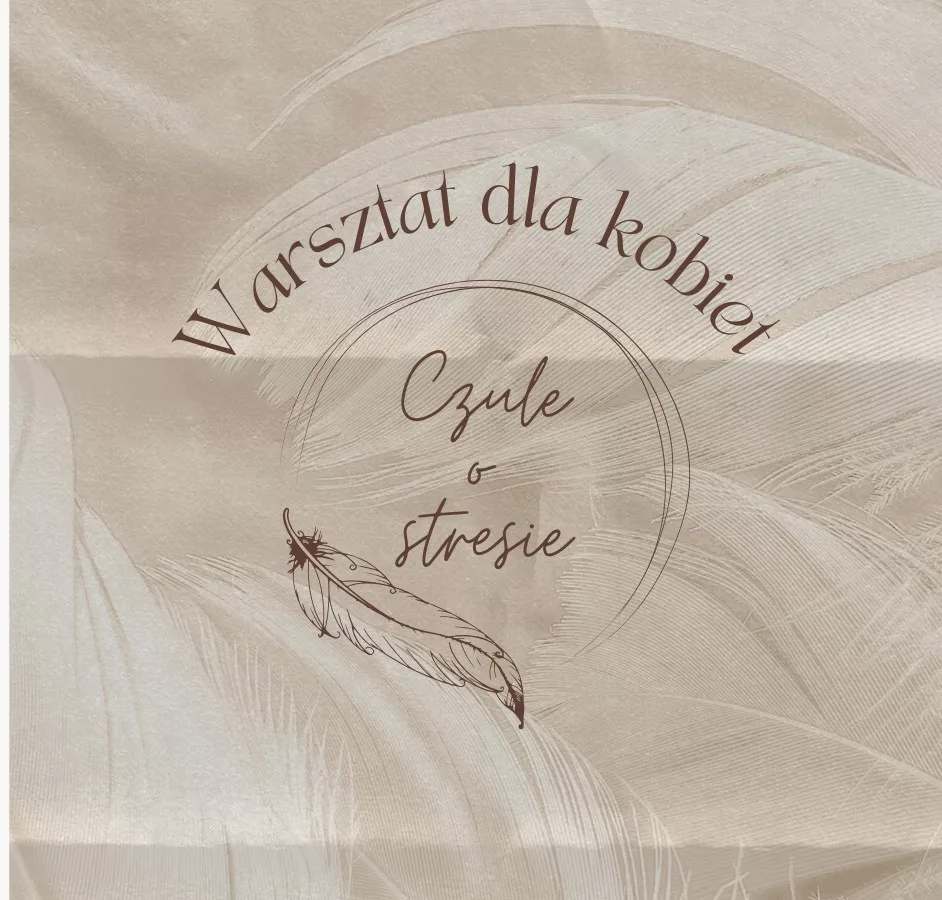 Warsztat dla kobiet
Czule
o
stresie